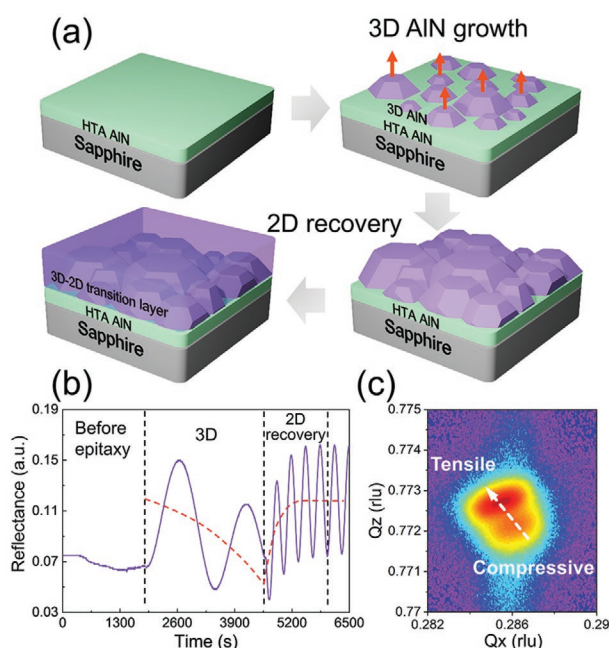 (a)
3D AlN growth
HTA AlN
Sapphire
3D AlN
HTA AlN
Sapphire
2D recovery
3D-2D transition layer
HTA AlN
Sapphire
HTA AlN
Sapphire
(b)
(c)
Reflectance (a.u.)
0.19
0.15
0.11
0.07
0.03
Before
epitaxy
3D
2D
recovery
0
1300
2600
3900
5200
6500
Time (s)
Qz (rlu)
0.775
0.774
0.773
0.772
0.771
0.77
Tensile
Compressive
0.282
0.286
0.29
Qx (rlu)